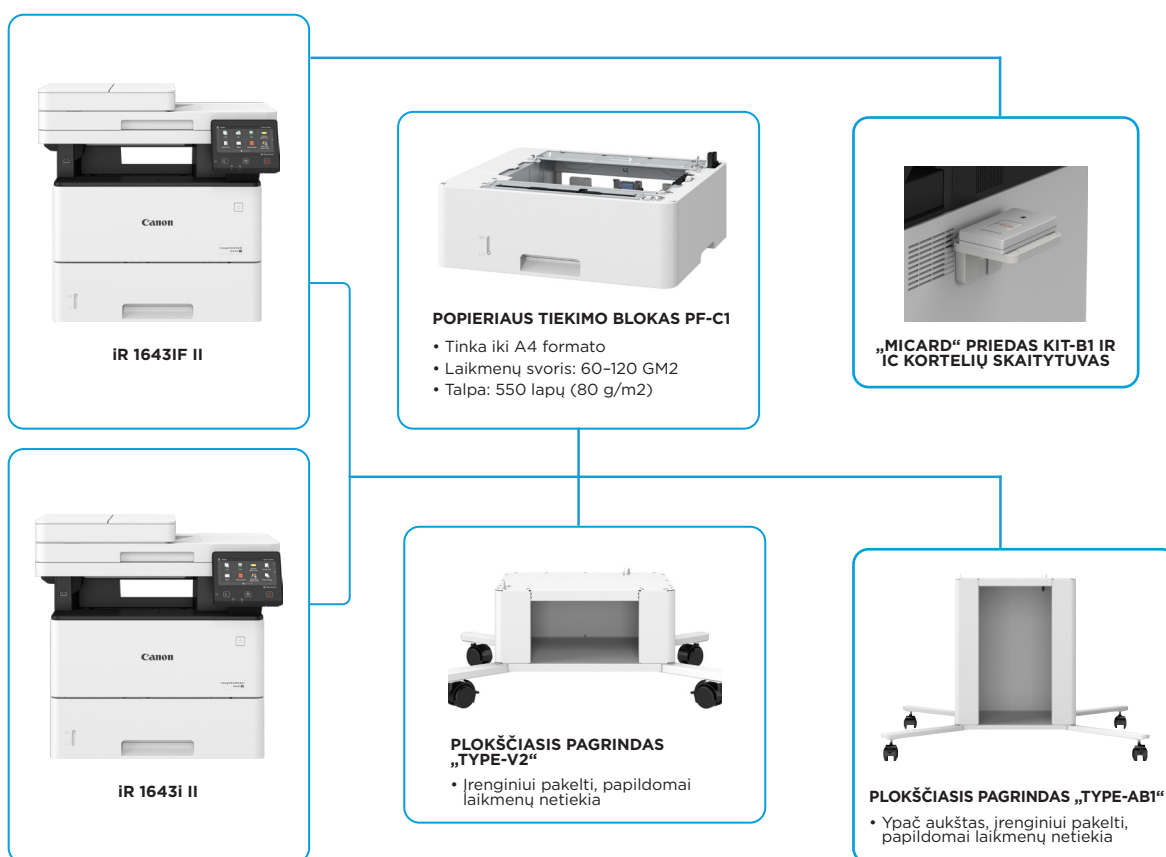 Canon
iR 1643IF II
POPIERIAUS TIEKIMO BLOKAS PF-C1
• Tinka iki A4 formato
• Laikmenų svoris: 60–120 GM2
• Talpa: 550 lapų (80 g/m2)
„MICARD“ PRIEDAS KIT-B1 IR
IC KORTELIŲ SKAITYTUVAS
Canon
iR 1643i II
PLOKŠČIASIS PAGRINDAS
„TYPE-V2“
• Įrenginiui pakelti, papildomai
laikmenų netiekia
PLOKŠČIASIS PAGRINDAS „TYPE-AB1“
• Ypač aukštas, įrenginiui pakelti,
papildomai laikmenų netiekia